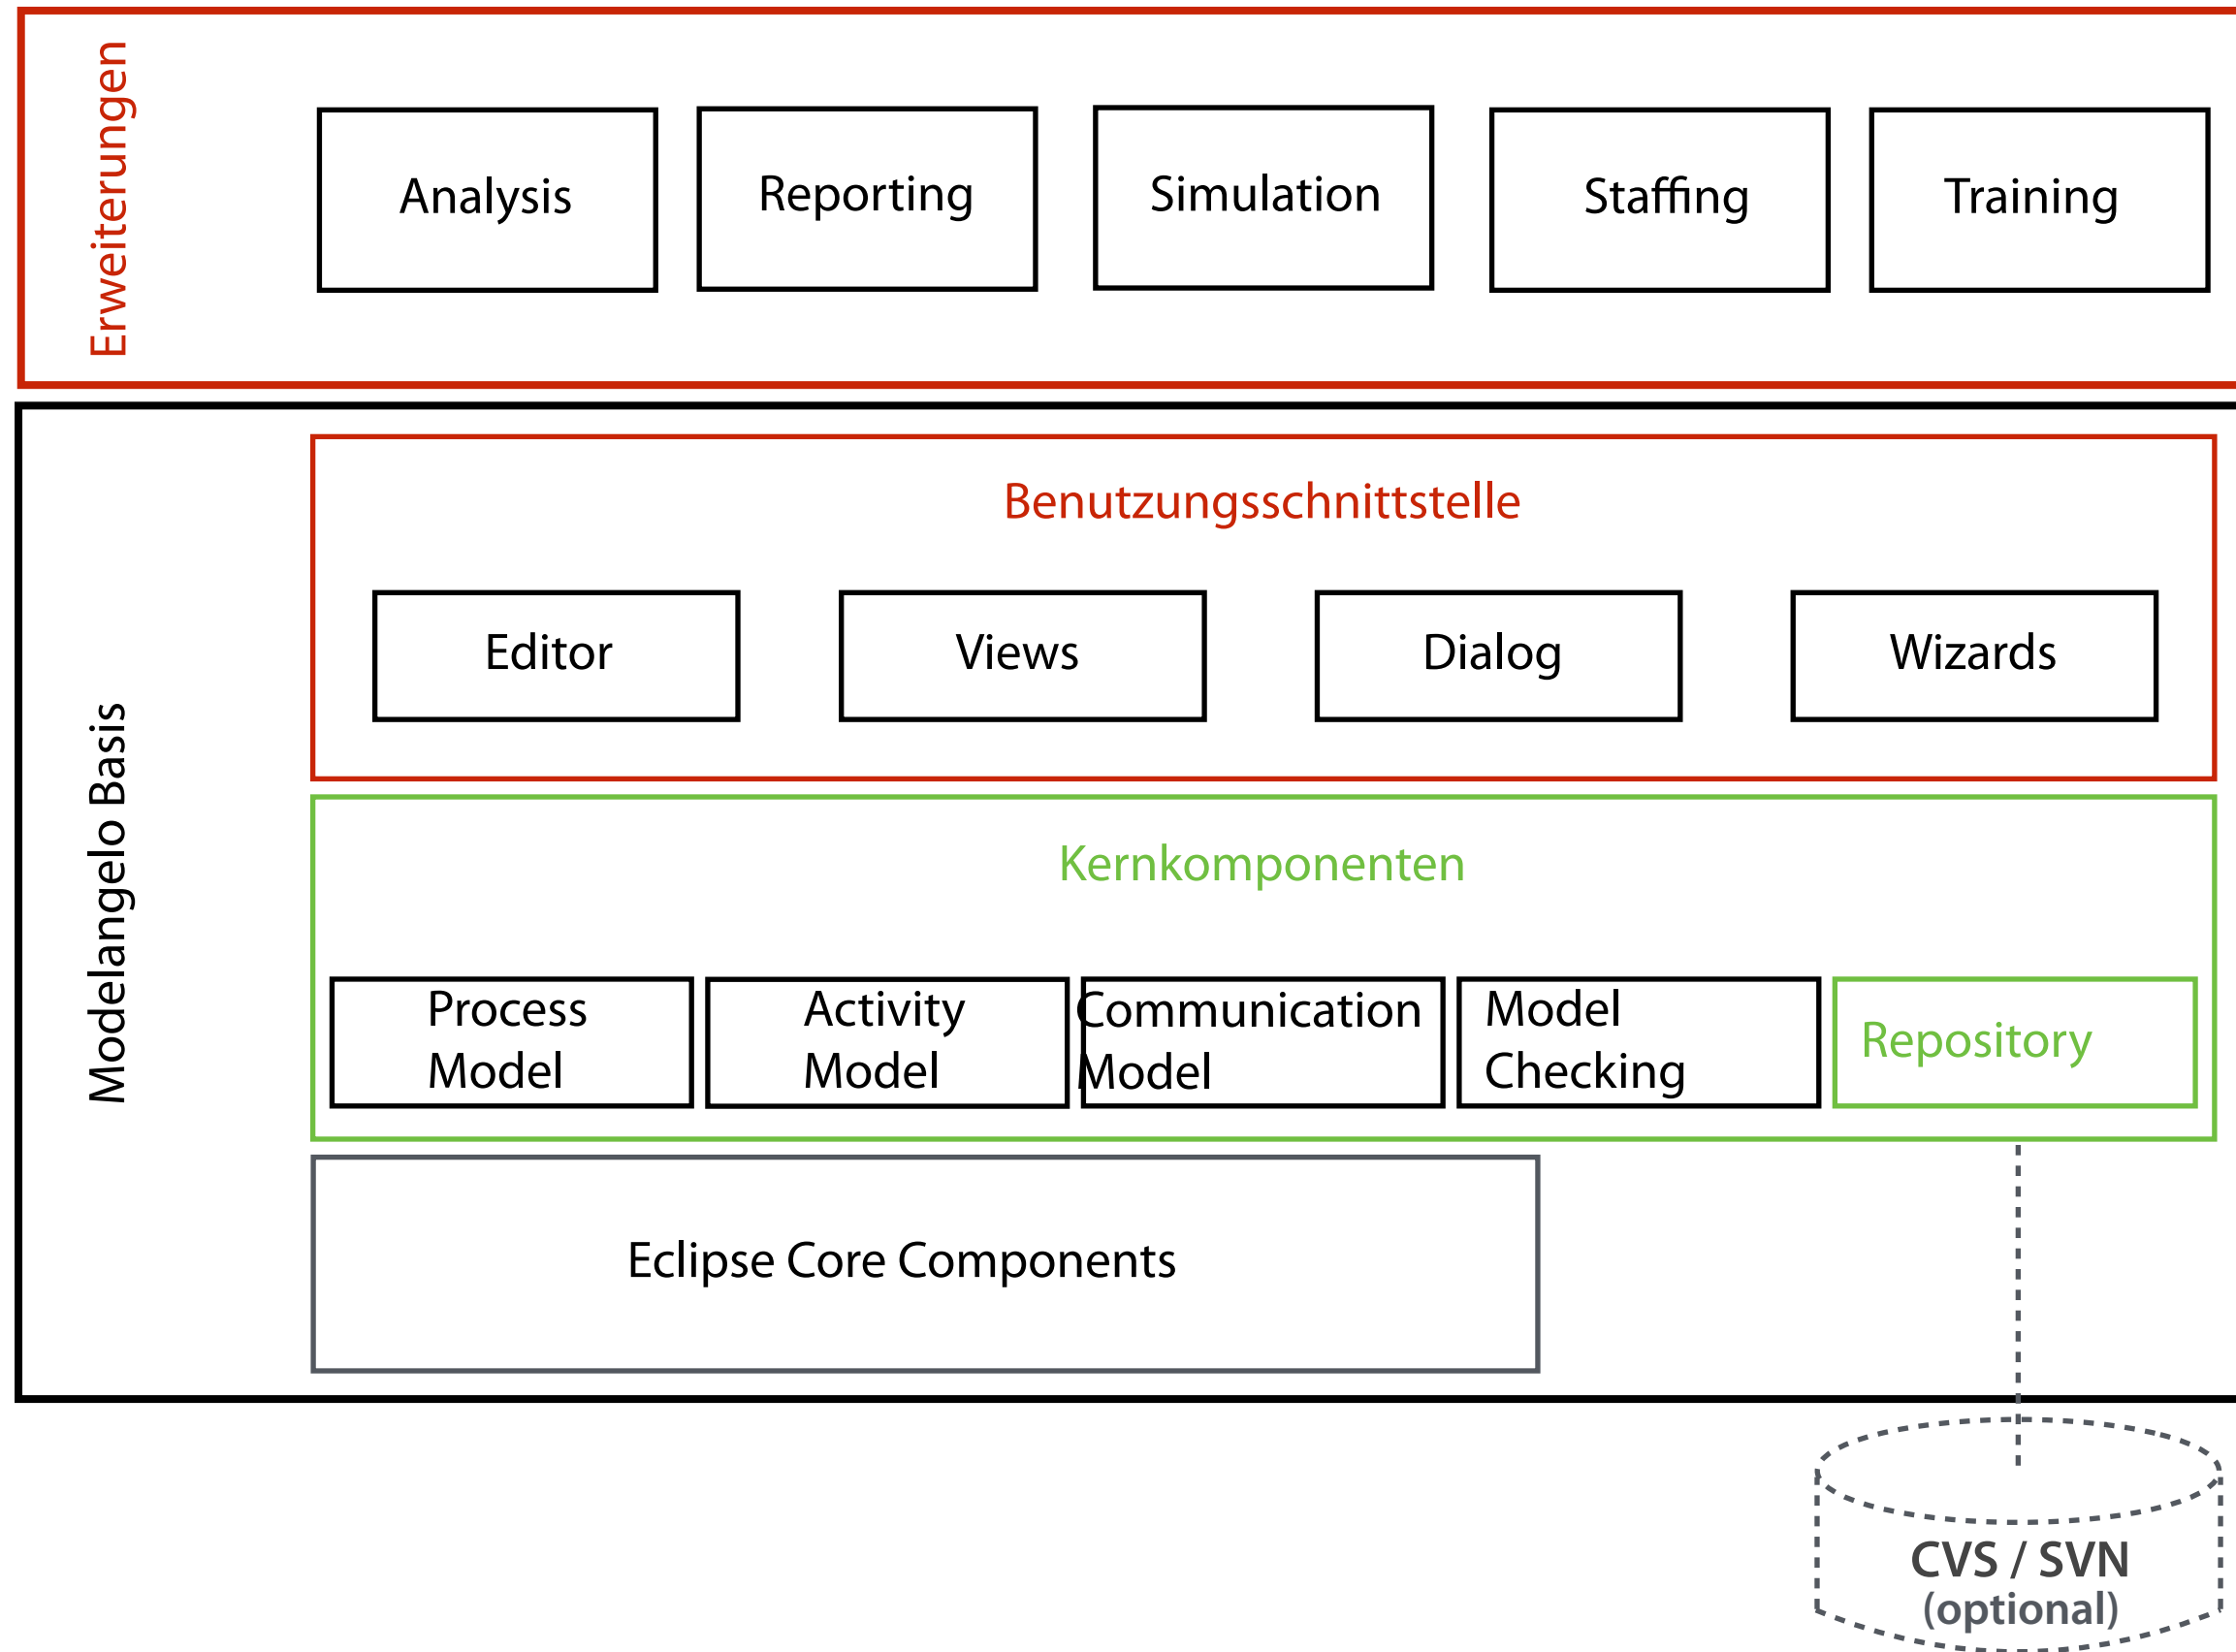 Erweiterungen
Analysis
Reporting
Simulation
Staffing
Training
Modelangelo Basis
Benutzungsschnittstelle
Editor
Views
Dialog
Wizards
Kernkomponenten
Process
Model
Activity
Model
Communication
Model
Model
Checking
Repository
Eclipse Core Components
CVS / SVN
(optional)